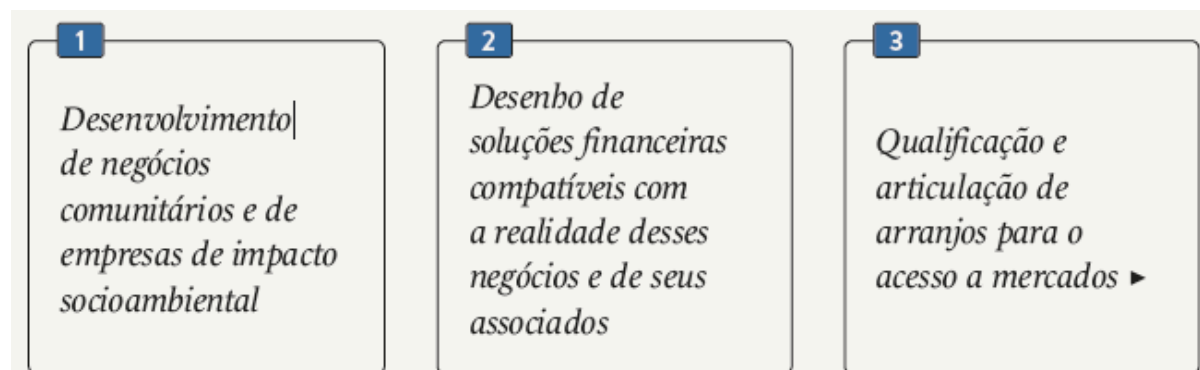 1
Desenvolvimento
de negócios
comunitários e de
empresas de impacto
socioambiental
2
Desenho de
soluções financeiras
compatíveis com
a realidade desses
negócios e de seus
associados
3
Qualificação e
articulação de
arranjos para o
acesso a mercados ►